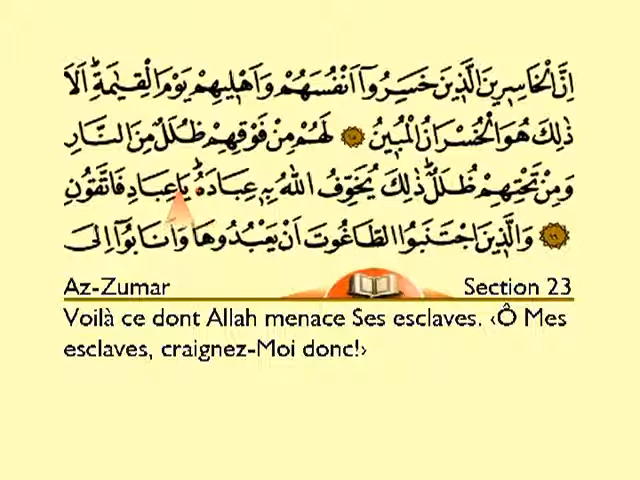 اِنَّ الْخَاسِرٖينَ الَّذٖينَ خَسِرُٓوا اَنْفُسَهُمْ وَاَهْلٖيهِمْ يَوْمَ الْقِيٰمَةِؕ اَلَا
ذٰلِكَ هُوَ الْخُسْرَانُ الْمُبٖينُ ﴿١٥﴾ لَهُمْ مِنْ فَوْقِهِمْ ظُلَلٌ مِنَ النَّارِ
وَمِنْ تَحْتِهِمْ ظُلَلٌؕ ذٰلِكَ يُخَوِّفُ اللّٰهُ بِهٖ عِبَادَهُؕ يَا عِبَادِ فَاتَّقُونِ
﴿١٦﴾ وَالَّذٖينَ اجْتَنَبُوا الطَّاغُوتَ اَنْ يَعْبُدُوهَا وَاَنَابُٓوا اِلَى
Az-Zumar Section 23
Voilà ce dont Allah menace Ses esclaves. ‹Ô Mes
esclaves, craignez-Moi donc!›